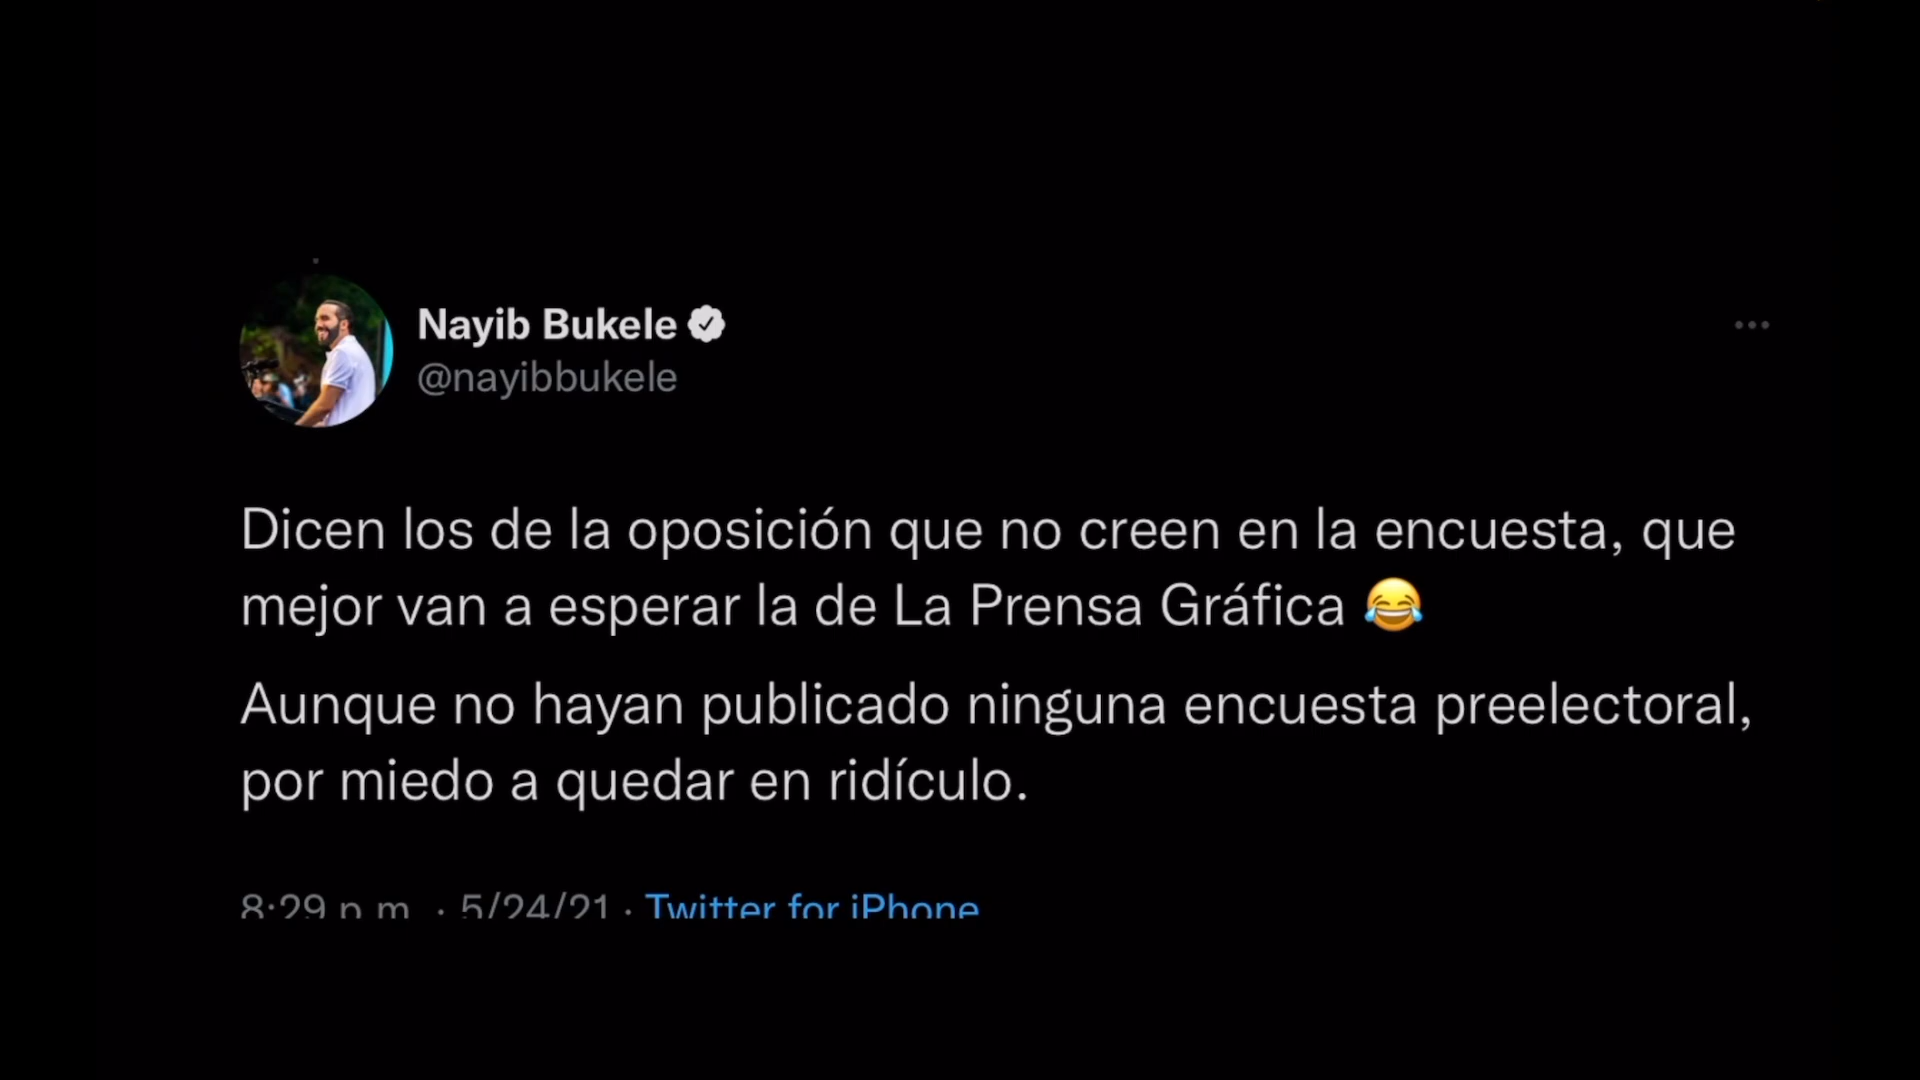 Nayib Bukele
@nayibbukele
Dicen los de la oposición que no creen en la encuesta, que
mejor van a esperar la de La Prensa Gráfica 😂
Aunque no hayan publicado ninguna encuesta preelectoral,
por miedo a quedar en ridículo.
8:29 p.m. · 5/24/21 · Twitter for iPhone